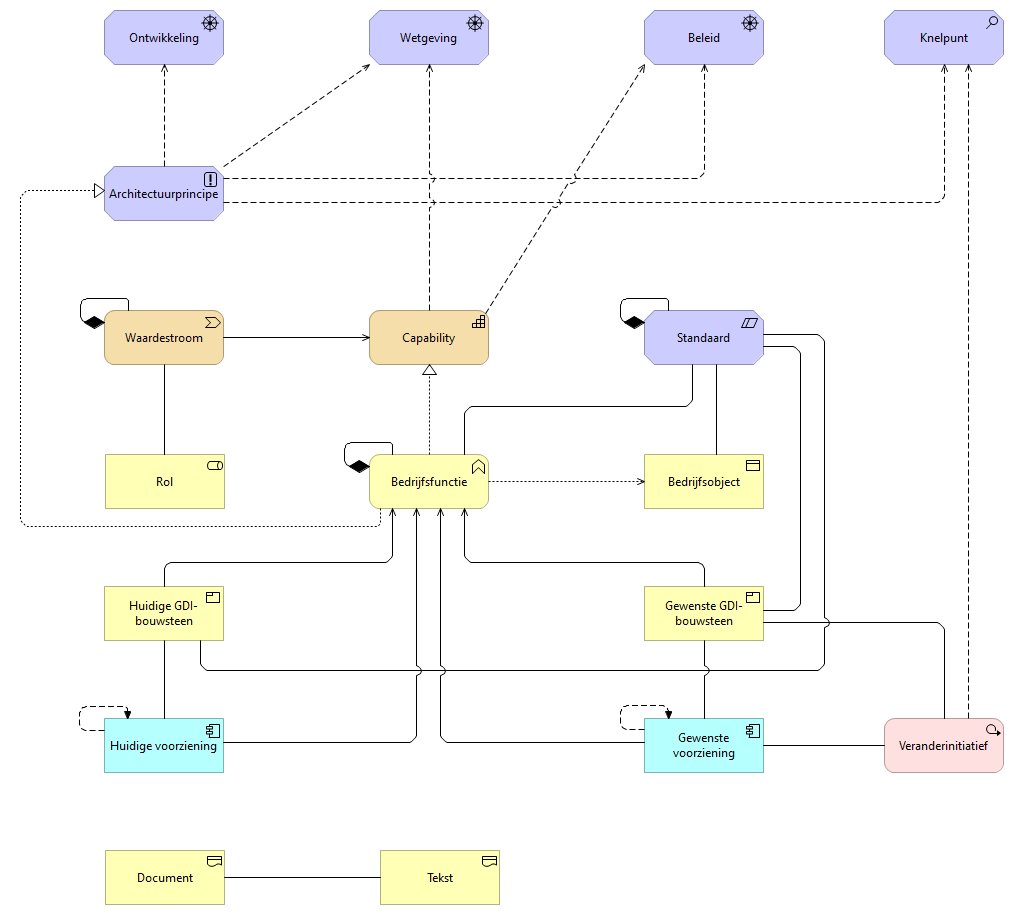 Ontwikkeling
Wetgeving
Beleid
Knelpunt
Architectuurprincipe
Waardestroom
Capability
Standaard
Rol
Bedrijfsfunctie
Bedrijfsobject
Huidige GDI-
bouwsteen
Gewenste GDI-
bouwsteen
Huidige voorziening
Gewenste
voorziening
Veranderinitiatief
Document
Tekst